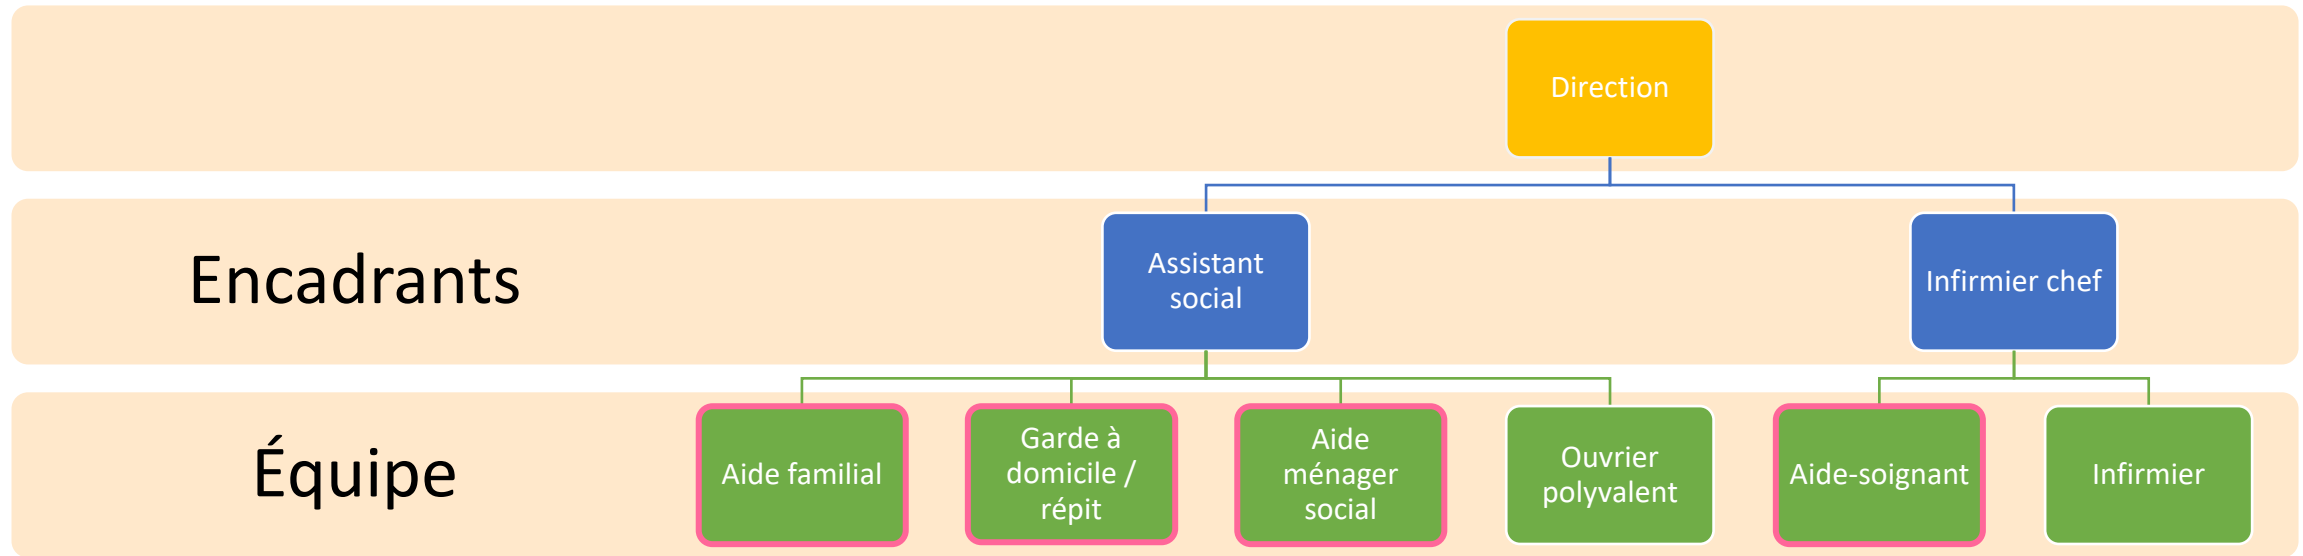 Direction
Encadrants
Assistant
social
Infirmier chef
Équipe
Aide familial
Garde à
domicile /
répit
Aide
ménager
social
Ouvrier
polyvalent
Aide-soignant
Infirmier